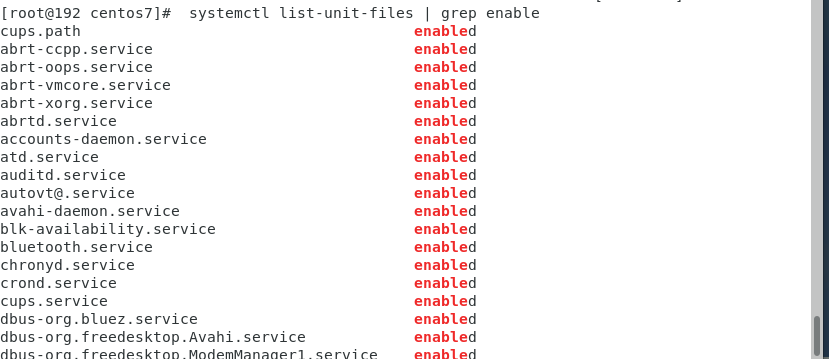 [root@192 centos7]#  systemctl list-unit-files | grep enable
cups.path                                     enabled
abrt-ccpp.service                             enabled
abrt-oops.service                             enabled
abrt-vmcore.service                           enabled
abrt-xorg.service                             enabled
abrtd.service                                 enabled
accounts-daemon.service                       enabled
atd.service                                   enabled
auditd.service                                enabled
autovt@.service                               enabled
avahi-daemon.service                          enabled
blk-availability.service                      enabled
bluetooth.service                             enabled
chronyd.service                               enabled
crond.service                                 enabled
cups.service                                  enabled
dbus-org.bluez.service                        enabled
dbus-org.freedesktop.Avahi.service            enabled
dbus-org.freedesktop.ModemManager1.service    enabled